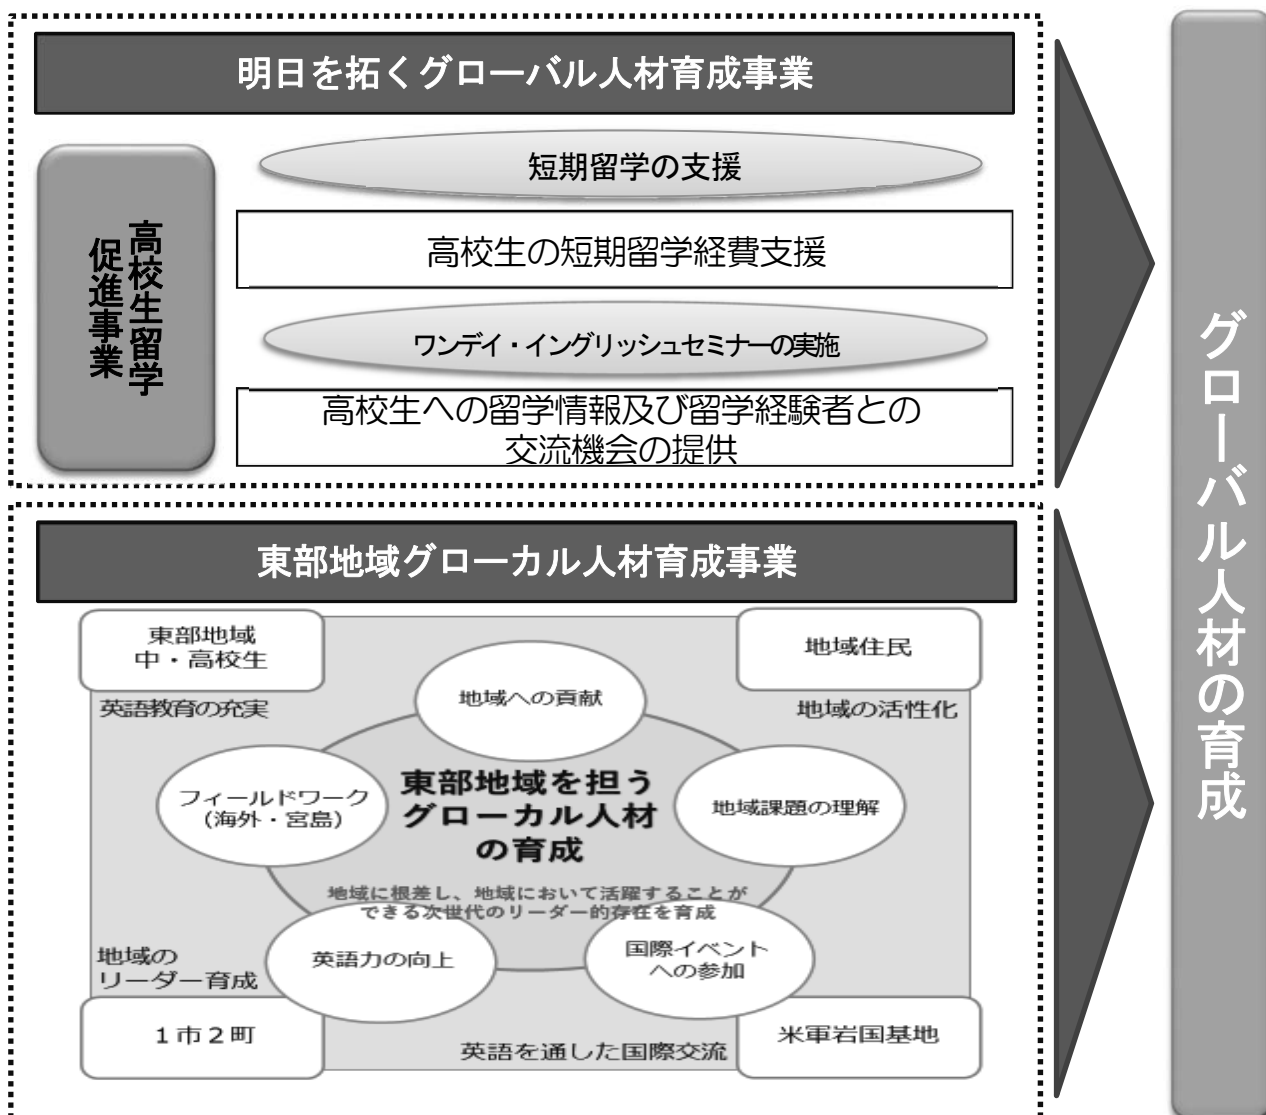 明日を拓くグローバル人材育成事業
高校生留学
促進事業
短期留学の支援
高校生の短期留学経費支援
ワンデイ・イングリッシュセミナーの実施
高校生への留学情報及び留学経験者との
交流機会の提供
東部地域グローカル人材育成事業
東部地域
中・高校生
地域住民
英語教育の充実
地域への貢献
地域の活性化
フィールドワーク
(海外・宮島)
東部地域を担う
グローカル人材
の育成
地域課題の理解
地域に根差し、地域において活躍することが
できる次世代のリーダー的存在を育成
地域の
リーダー育成
英語力の向上
国際イベント
への参加
1市2町
英語を通した国際交流
米軍岩国基地
グローバル人材の育成